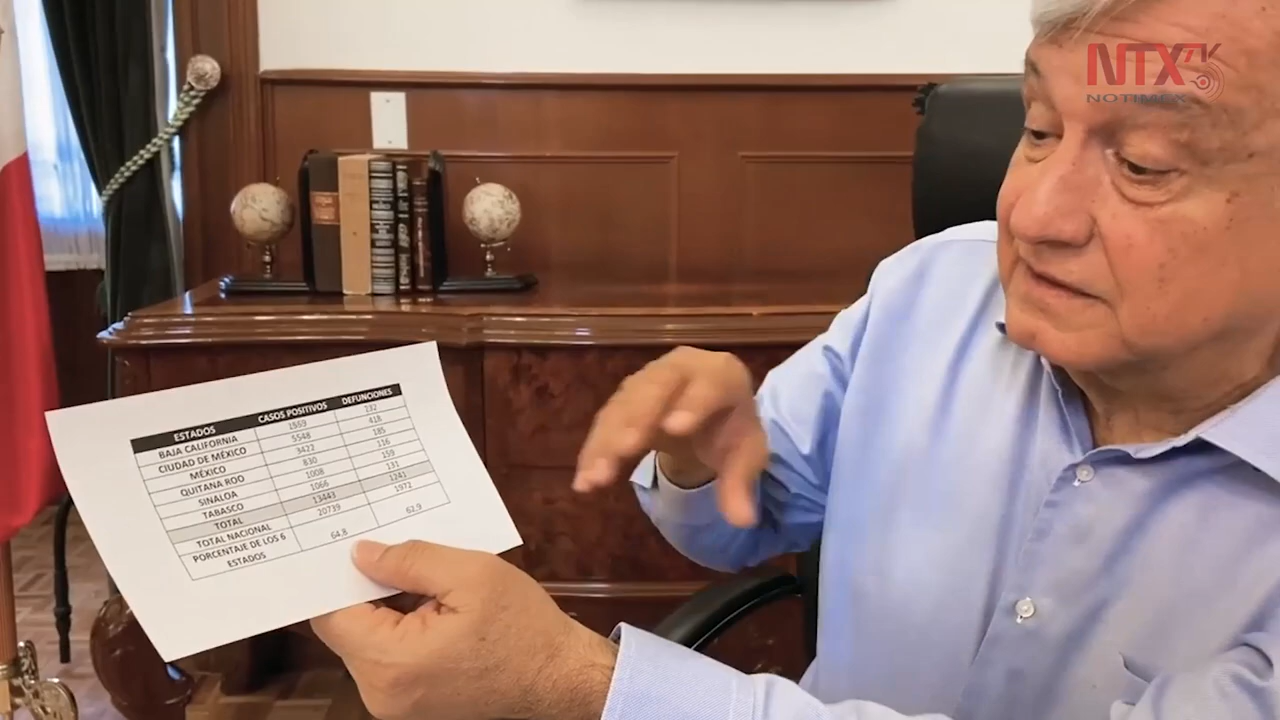 NTX
NOTIMEX
ESTADOS CASOS POSITIVOS DEFUNCIONES
BAJA CALIFORNIA 1569 232
CIUDAD DE MÉXICO 5548 418
MÉXICO 3422 185
QUITANA ROO 830 116
SINALOA 1008 159
TABASCO 1066 131
TOTAL 13443 1241
TOTAL NACIONAL 20739 1972
PORCENTAJE DE LOS 6 ESTADOS 64.8 62.9